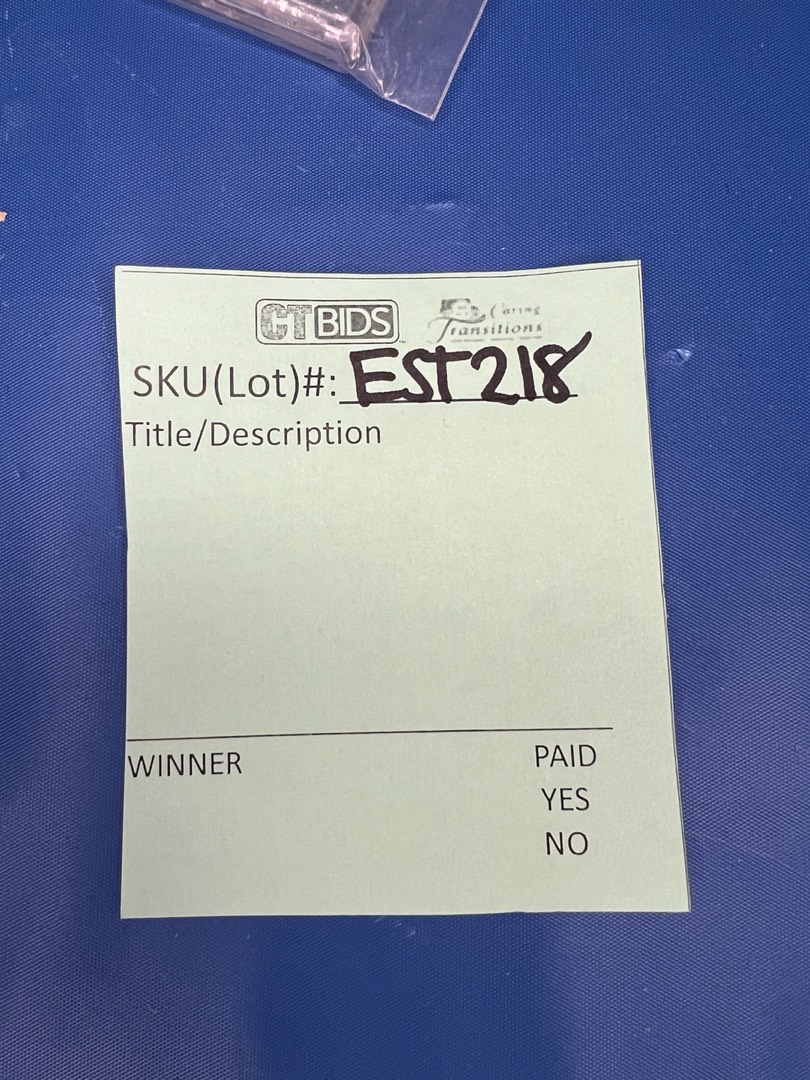 CTBIDS Caring Transitions
SKU(Lot)#: EST218
Title/Description
WINNER PAID
YES
NO